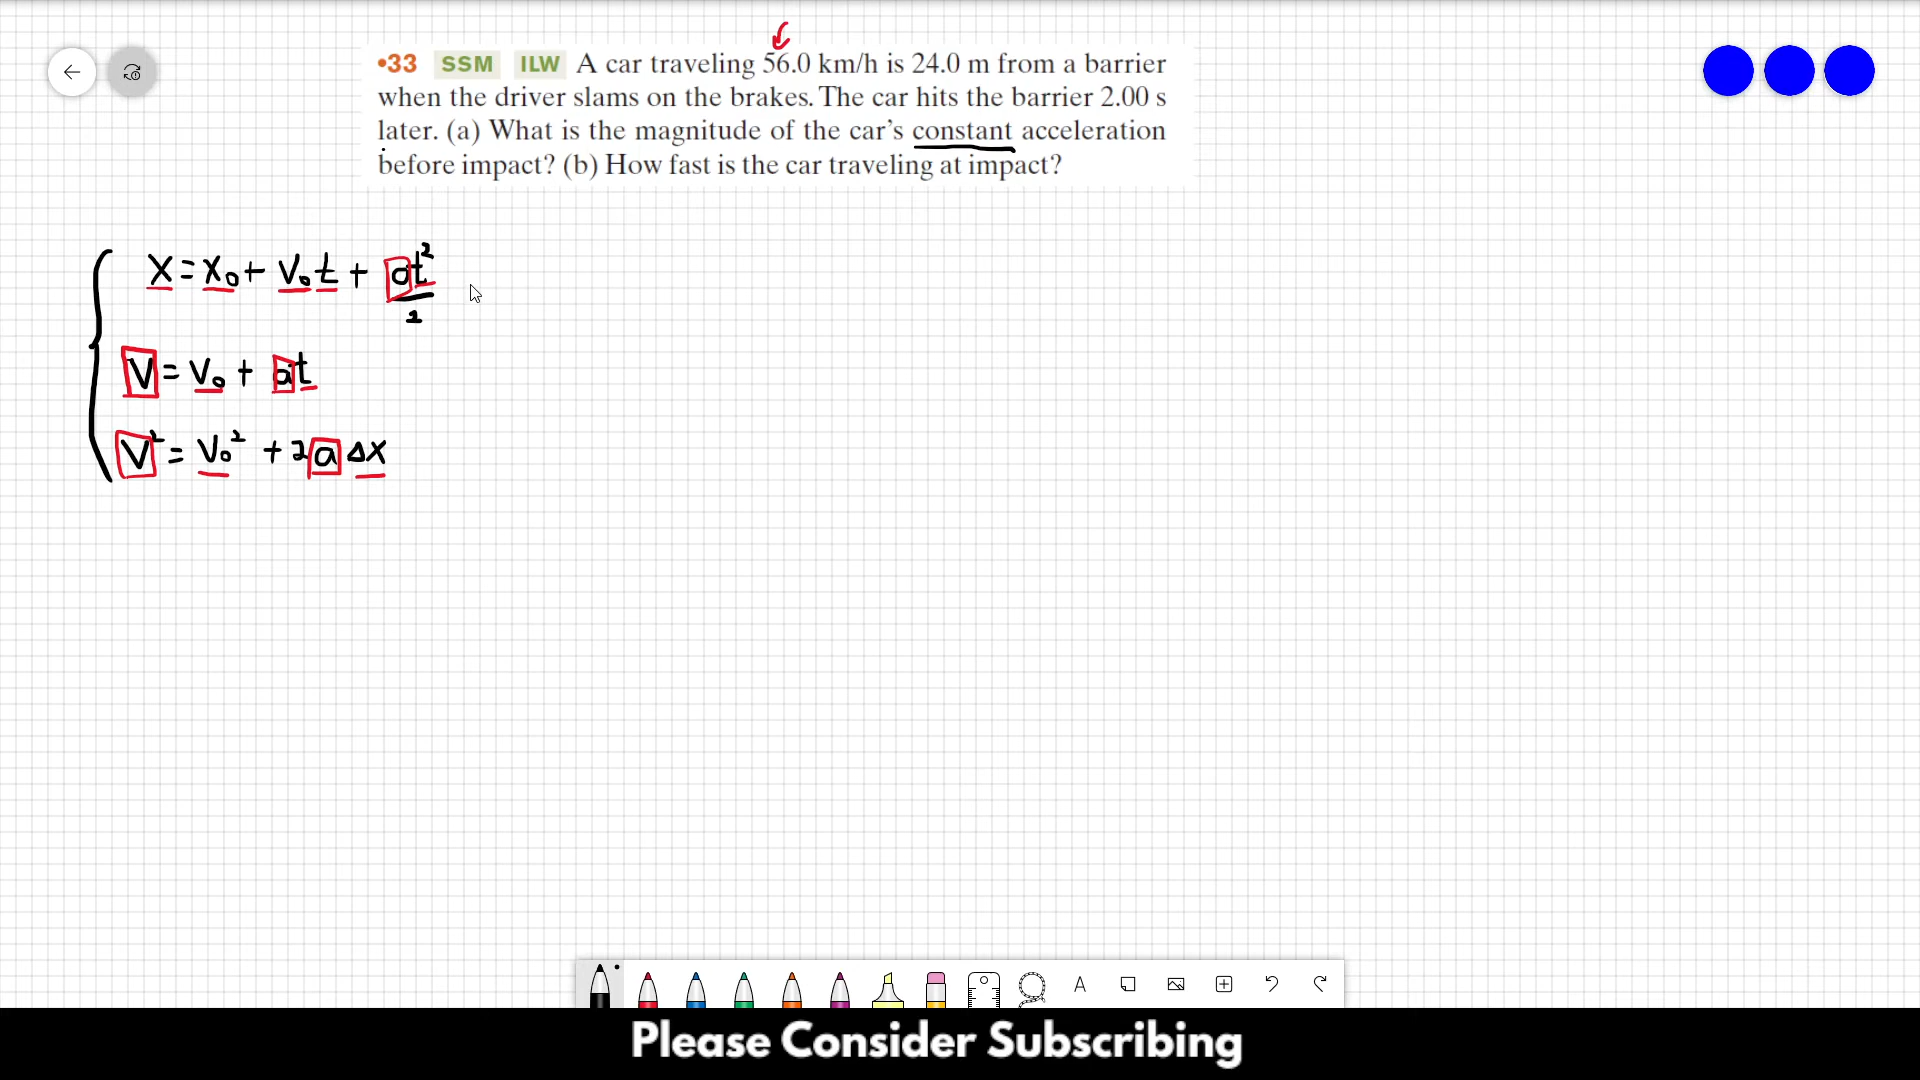 •33 SSM ILW A car traveling 56.0 km/h is 24.0 m from a barrier
when the driver slams on the brakes. The car hits the barrier 2.00 s
later. (a) What is the magnitude of the car's constant acceleration
before impact? (b) How fast is the car traveling at impact?
x = x₀ + v₀t + at²/2
v = v₀ + at
v² = v₀² + 2aΔx
A
Please Consider Subscribing